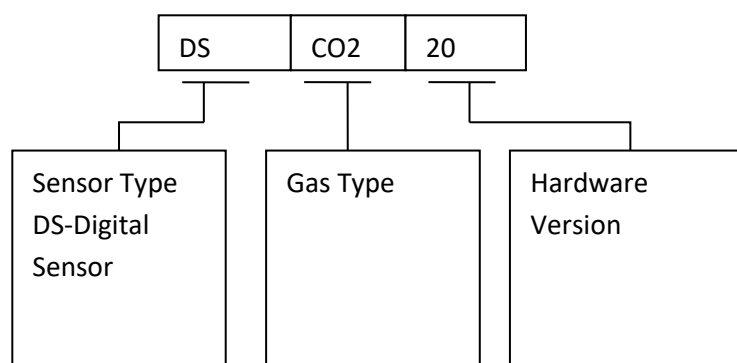 DS CO2 20
Sensor Type
DS-Digital
Sensor
Gas Type
Hardware
Version